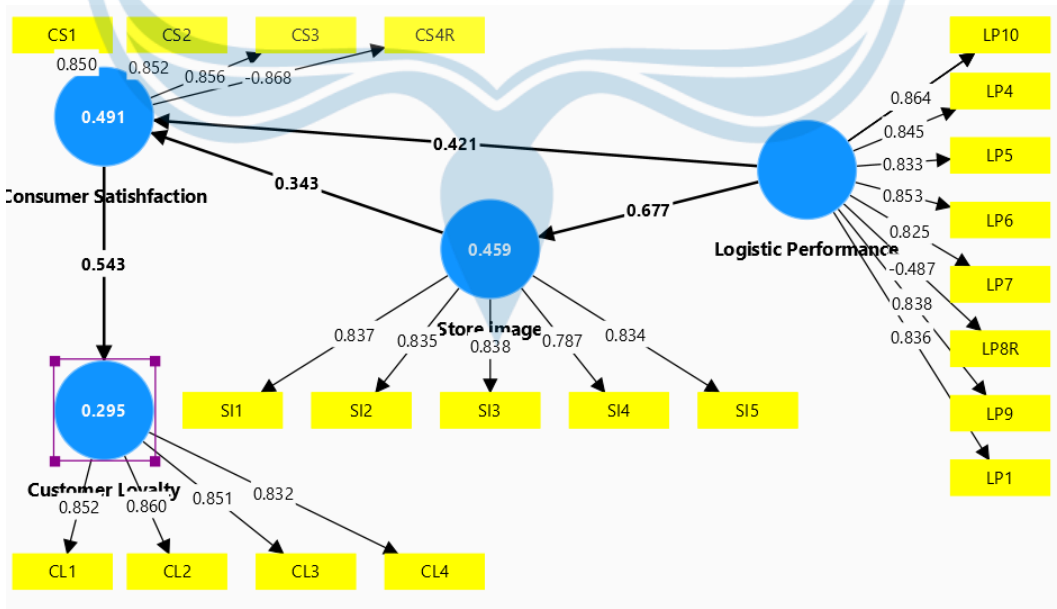 CS1 CS2 CS3 CS4R LP10
0.850 0.852 0.856 -0.868
0.864 LP4
0.491 0.845
0.421 0.833 LP5
0.343 0.853
Consumer Satishfaction
0.677 0.825 LP6
0.459 Logistic Performance
0.543 -0.487 LP7
0.838
Store image 0.836
0.837 0.835 0.838 0.787 0.834 LP8R
0.295 SI1 SI2 SI3 SI4 SI5 LP9
LP1
Customer Loyalty
0.852 0.860 0.851 0.832
CL1 CL2 CL3 CL4